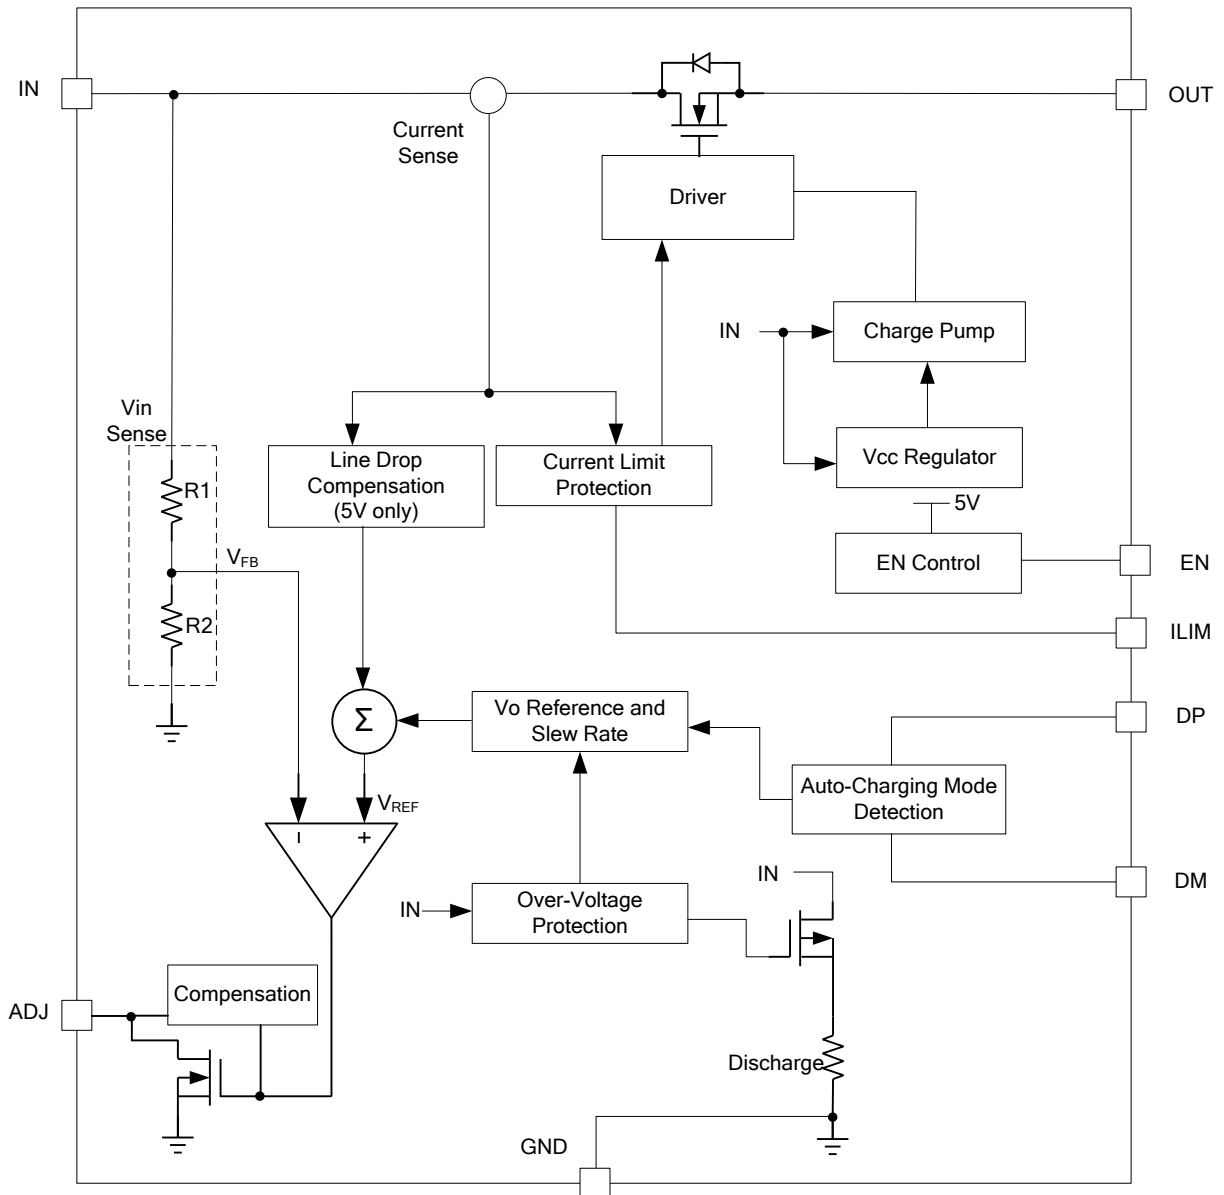 IN
OUT
Current
Sense
Driver
IN
Charge Pump
Vin
Sense
Line Drop
Compensation
(5V only)
Current Limit
Protection
Vcc Regulator
R1
5V
VFB
EN Control
EN
R2
ILIM
Σ
Vo Reference and
Slew Rate
DP
Auto-Charging Mode
Detection
VREF
–
+
IN
DM
IN
Over-Voltage
Protection
Compensation
ADJ
Discharge
GND